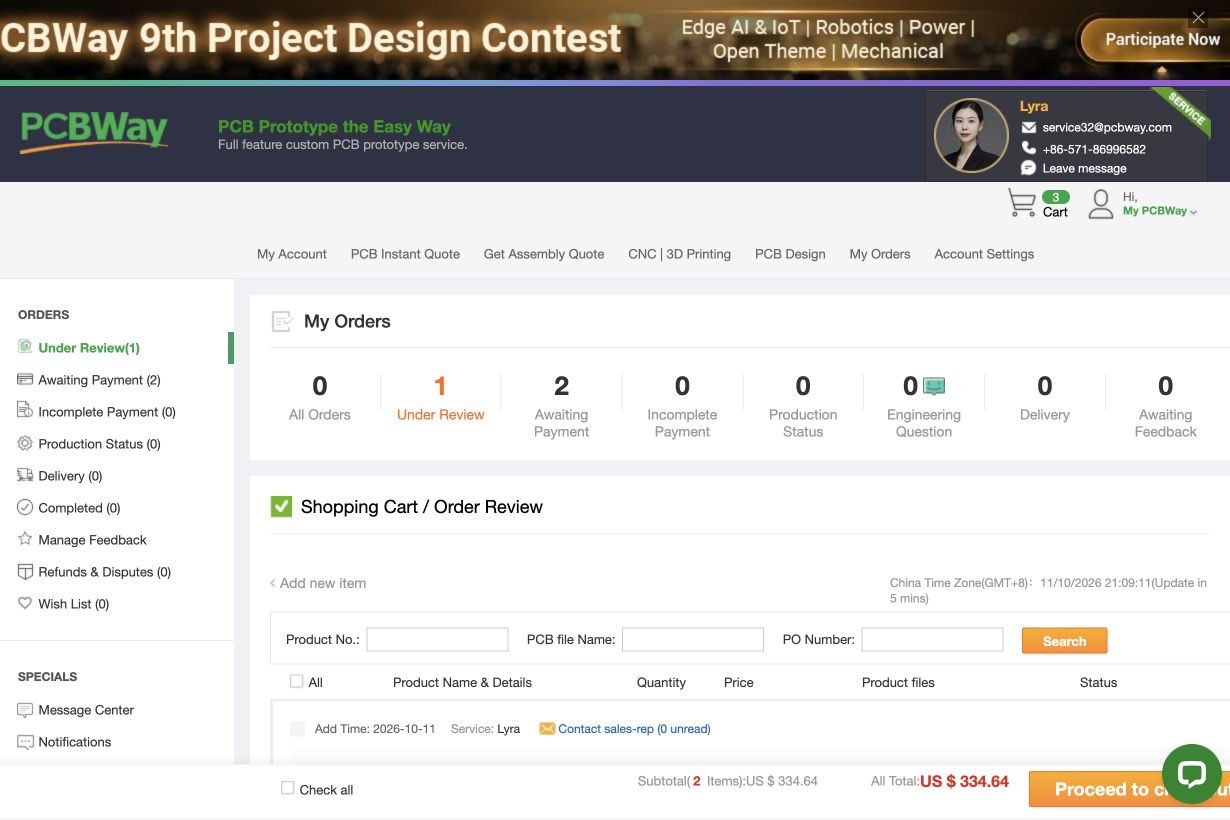 CBWay 9th Project Design Contest
Edge AI & IoT | Robotics | Power |
Open Theme | Mechanical
Participate Now
PCBWay
PCB Prototype the Easy Way
Full feature custom PCB prototype service.
Lyra
SERVICE
service32@pcbway.com
+86-571-86996582
Leave message
3
Cart
Hi,
My PCBWay
My Account
PCB Instant Quote
Get Assembly Quote
CNC | 3D Printing
PCB Design
My Orders
Account Settings
ORDERS
Under Review(1)
Awaiting Payment (2)
Incomplete Payment (0)
Production Status (0)
Delivery (0)
Completed (0)
Manage Feedback
Refunds & Disputes (0)
Wish List (0)
SPECIALS
Message Center
Notifications
My Orders
0
All Orders
1
Under Review
2
Awaiting
Payment
0
Incomplete
Payment
0
Production
Status
0
Engineering
Question
0
Delivery
0
Awaiting
Feedback
Shopping Cart / Order Review
< Add new item
China Time Zone(GMT+8)： 11/10/2026 21:09:11(Update in
5 mins)
Product No.:
PCB file Name:
PO Number:
Search
All
Product Name & Details
Quantity
Price
Product files
Status
Add Time: 2026-10-11
Service: Lyra
Contact sales-rep (0 unread)
Check all
Subtotal( 2 Items):US $ 334.64
All Total:US $ 334.64
Proceed to